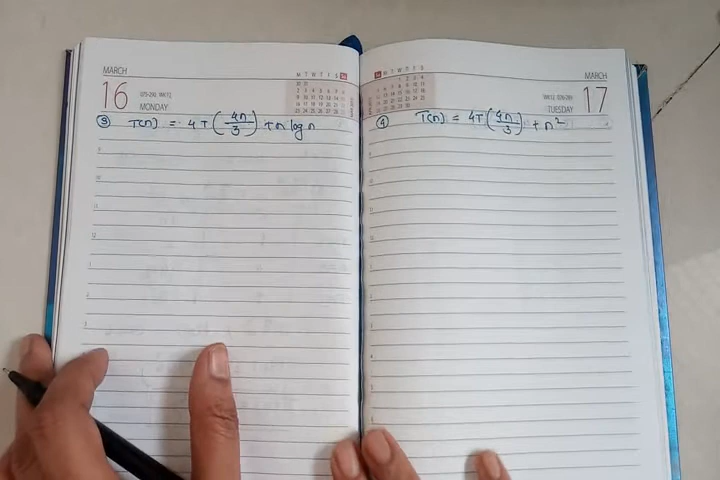 MARCH
16
MONDAY
③ T(n) = 4T(4n/3) + n log n
MARCH
17
TUESDAY
④ T(n) = 4T(4n/3) + n²